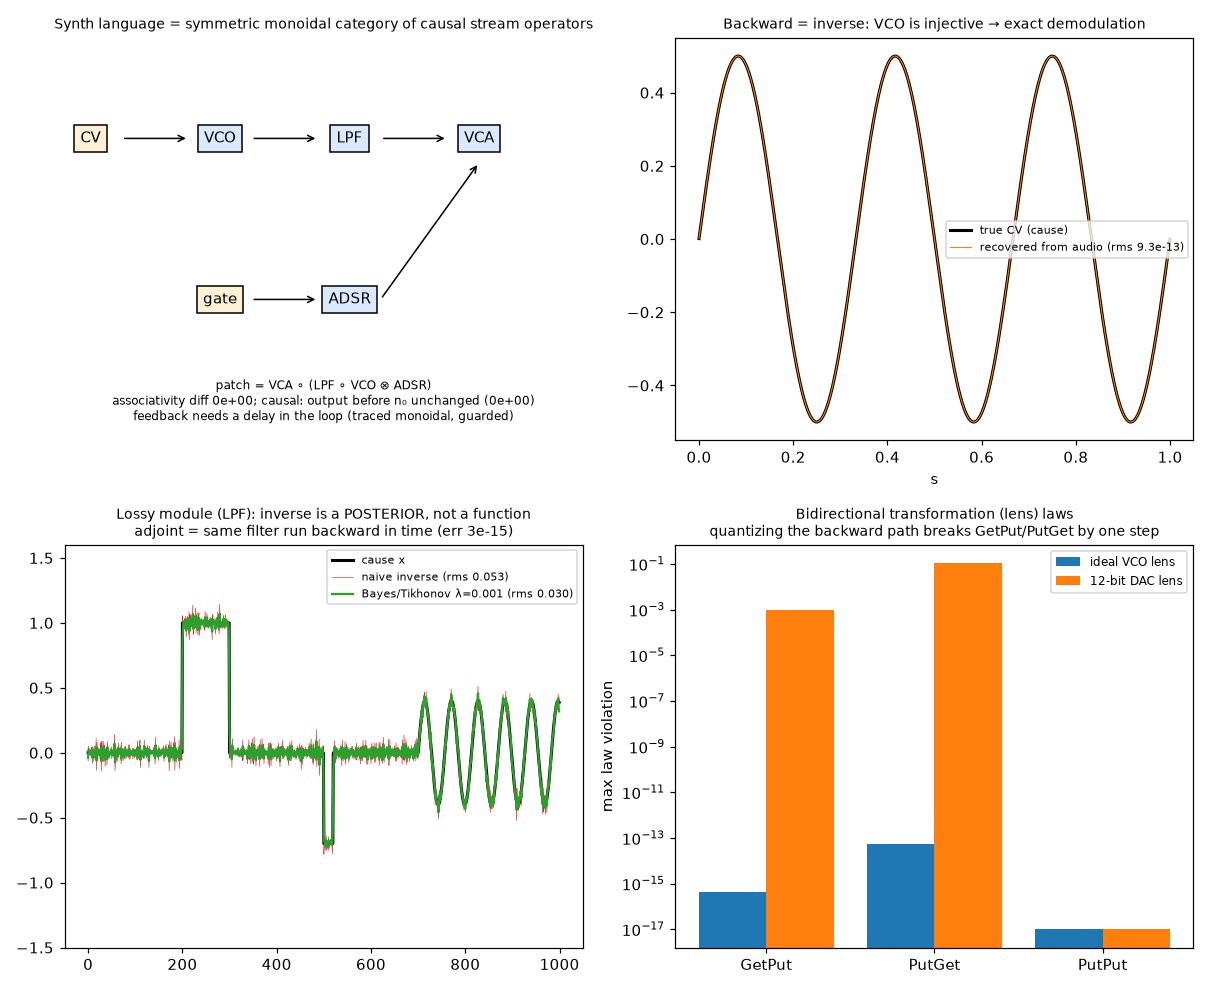 Synth language = symmetric monoidal category of causal stream operators
CV
VCO
LPF
VCA
gate
ADSR
patch = VCA ∘ (LPF ∘ VCO ⊗ ADSR)
associativity diff 0e+00; causal: output before n₀ unchanged (0e+00)
feedback needs a delay in the loop (traced monoidal, guarded)
Backward = inverse: VCO is injective → exact demodulation
0.4
0.2
0.0
−0.2
−0.4
true CV (cause)
recovered from audio (rms 9.3e-13)
0.0 0.2 0.4 0.6 0.8 1.0
s
Lossy module (LPF): inverse is a POSTERIOR, not a function
adjoint = same filter run backward in time (err 3e-15)
1.5
1.0
0.5
0.0
−0.5
−1.0
−1.5
cause x
naive inverse (rms 0.053)
Bayes/Tikhonov λ=0.001 (rms 0.030)
0 200 400 600 800 1000
Bidirectional transformation (lens) laws
quantizing the backward path breaks GetPut/PutGet by one step
max law violation
10⁻¹
10⁻³
10⁻⁵
10⁻⁷
10⁻⁹
10⁻¹¹
10⁻¹³
10⁻¹⁵
10⁻¹⁷
ideal VCO lens
12-bit DAC lens
GetPut PutGet PutPut